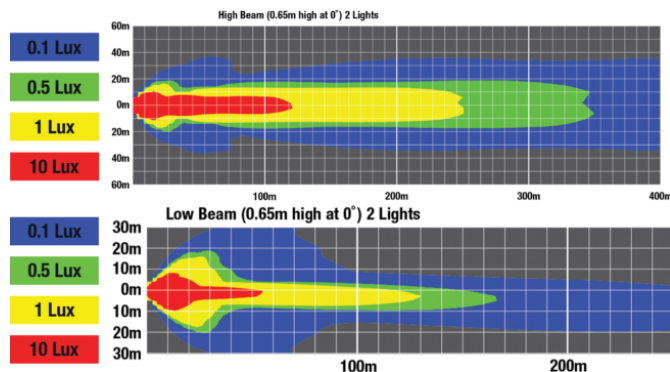 High Beam (0.65m high at 0˚) 2 Lights
0.1 Lux
0.5 Lux
1 Lux
10 Lux
60m
40m
20m
0m
20m
40m
60m
100m 200m 300m 400m
Low Beam (0.65m high at 0˚) 2 Lights
0.1 Lux
0.5 Lux
1 Lux
10 Lux
30m
20m
10m
0m
10m
20m
30m
100m 200m